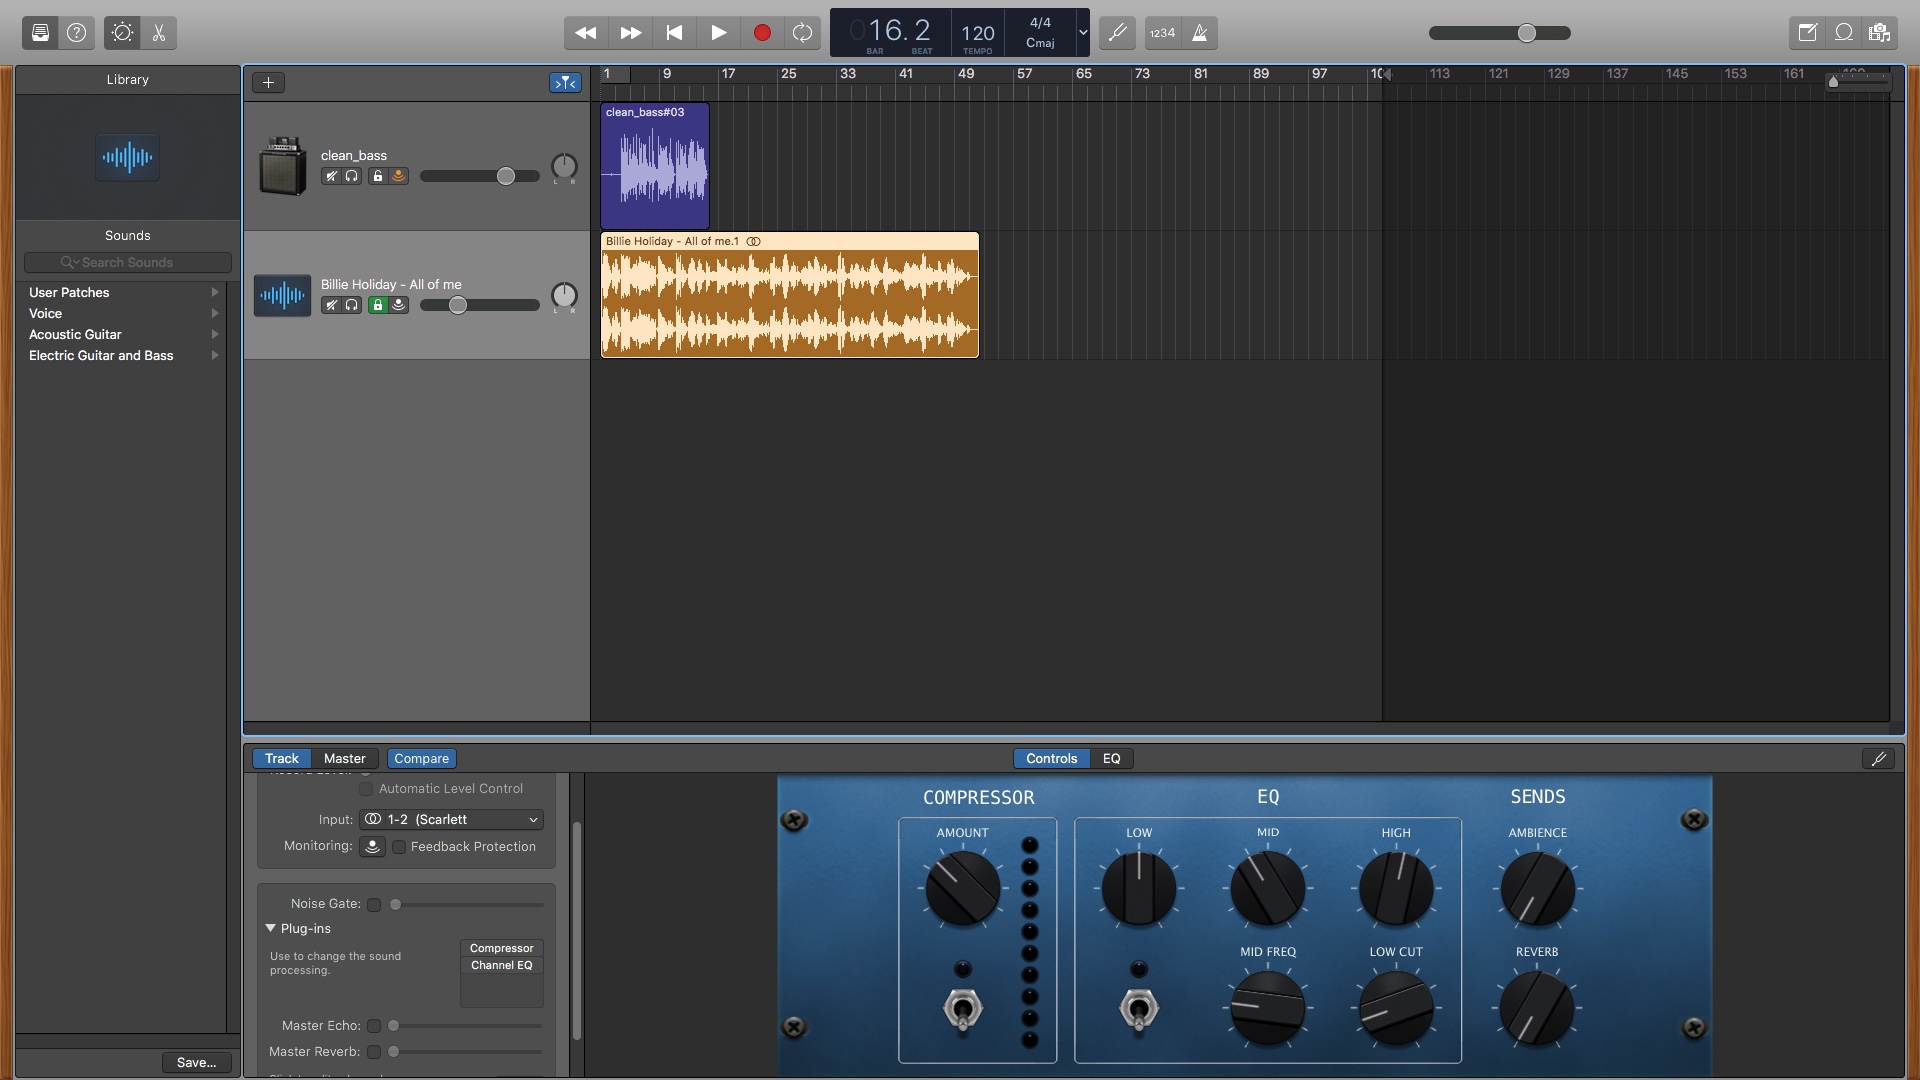 016. 2
BAR
BEAT
120
TEMPO
4/4
Cmaj
1234
Library
Sounds
Search Sounds
User Patches
Voice
Acoustic Guitar
Electric Guitar and Bass
Save...
1 9 17 25 33 41 49 57 65 73 81 89 97 113 121 129 137 145 153 161
clean_bass
L R
clean_bass#03
Billie Holiday - All of me
L R
Billie Holiday - All of me.1
Track
Master
Compare
Controls
EQ
Automatic Level Control
Input: 1-2 (Scarlett
Monitoring:
Feedback Protection
Noise Gate:
Plug-ins
Use to change the sound
processing.
Compressor
Channel EQ
Master Echo:
Master Reverb:
COMPRESSOR
AMOUNT
EQ
LOW
MID
HIGH
MID FREQ
LOW CUT
SENDS
AMBIENCE
REVERB